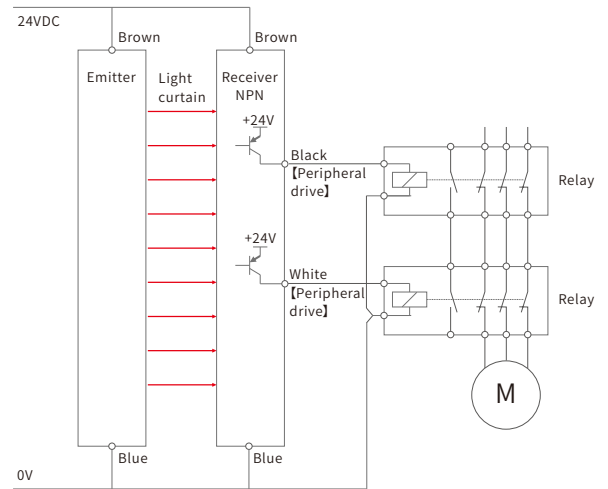 24VDC
Brown
Brown
Emitter
Light
curtain
Receiver
NPN
+24V
Black
【Peripheral
drive】
Relay
+24V
White
【Peripheral
drive】
Relay
M
Blue
Blue
0V